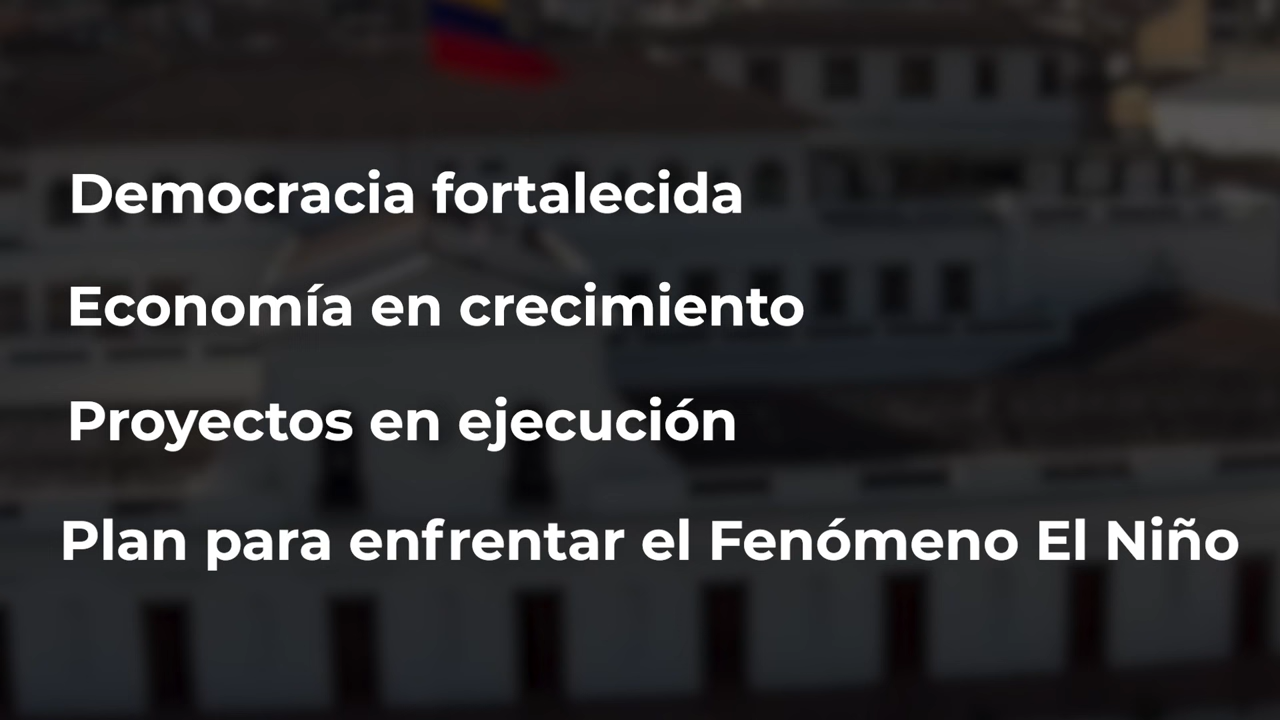 Democracia fortalecida
Economía en crecimiento
Proyectos en ejecución
Plan para enfrentar el Fenómeno El Niño